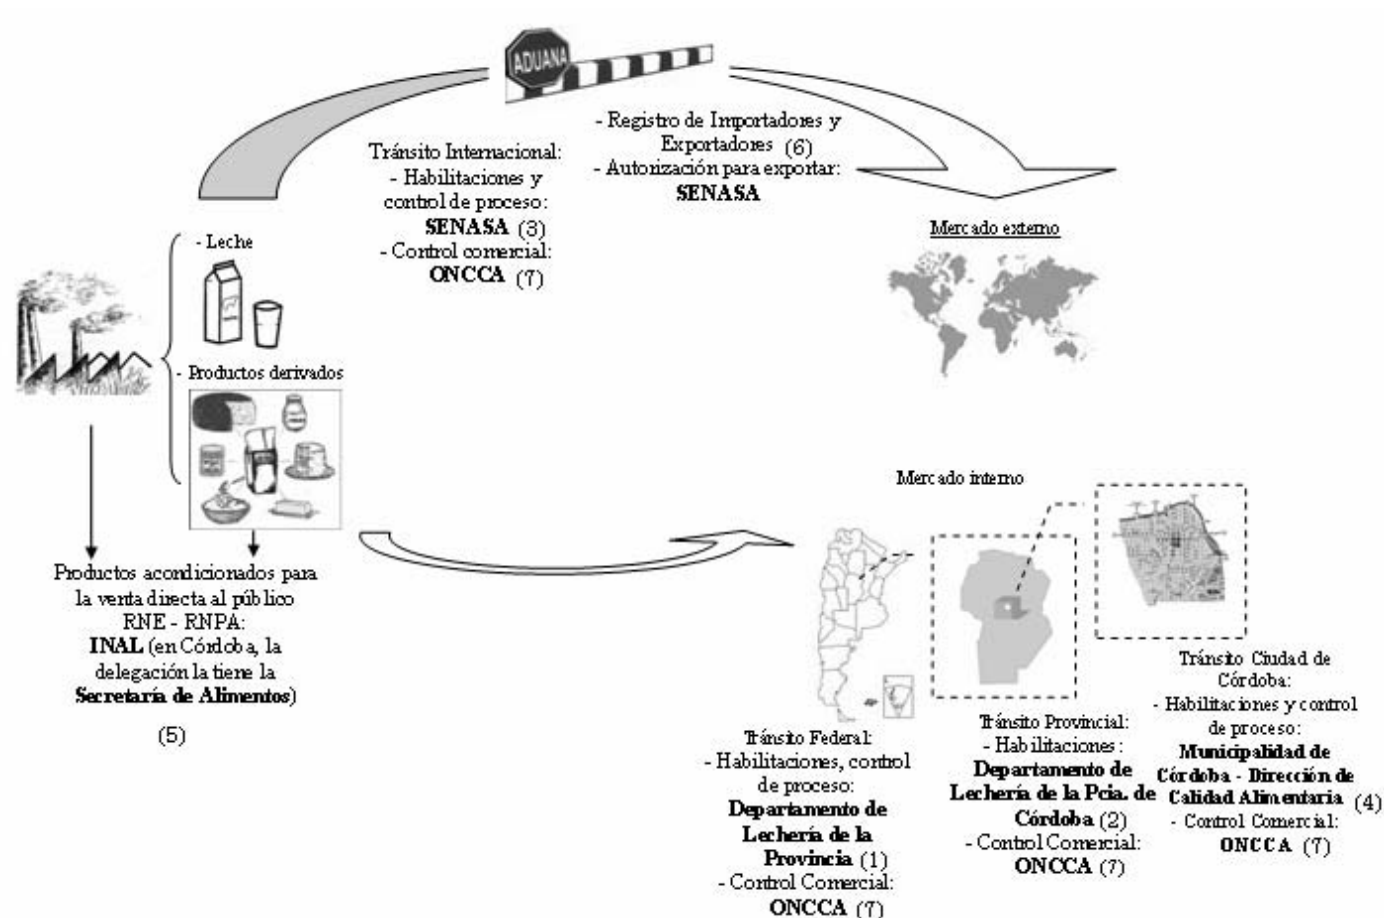 ADUANA
Tránsito Internacional:
- Habilitaciones y
control de proceso:
SENASA (3)
- Control comercial:
ONCCA (7)
- Registro de Importadores y
Exportadores (6)
- Autorización para exportar:
SENASA
Mercado externo
- Leche
- Productos derivados
Productos acondicionados para
la venta directa al público
RNE - RNPA:
INAL (en Córdoba, la
delegación la tiene la
Secretaría de Alimentos)
(5)
Mercado interno
Tránsito Federal:
- Habilitaciones, control
de proceso:
Departamento de
Lechería de la
Provincia (1)
- Control Comercial:
ONCCA (7)
Tránsito Provincial:
- Habilitaciones:
Departamento de
Lechería de la Pcia. de
Córdoba (2)
- Control Comercial:
ONCCA (7)
Tránsito Ciudad de
Córdoba:
- Habilitaciones y control
de proceso:
Municipalidad de
Córdoba - Dirección de
Calidad Alimentaria (4)
- Control Comercial:
ONCCA (7)